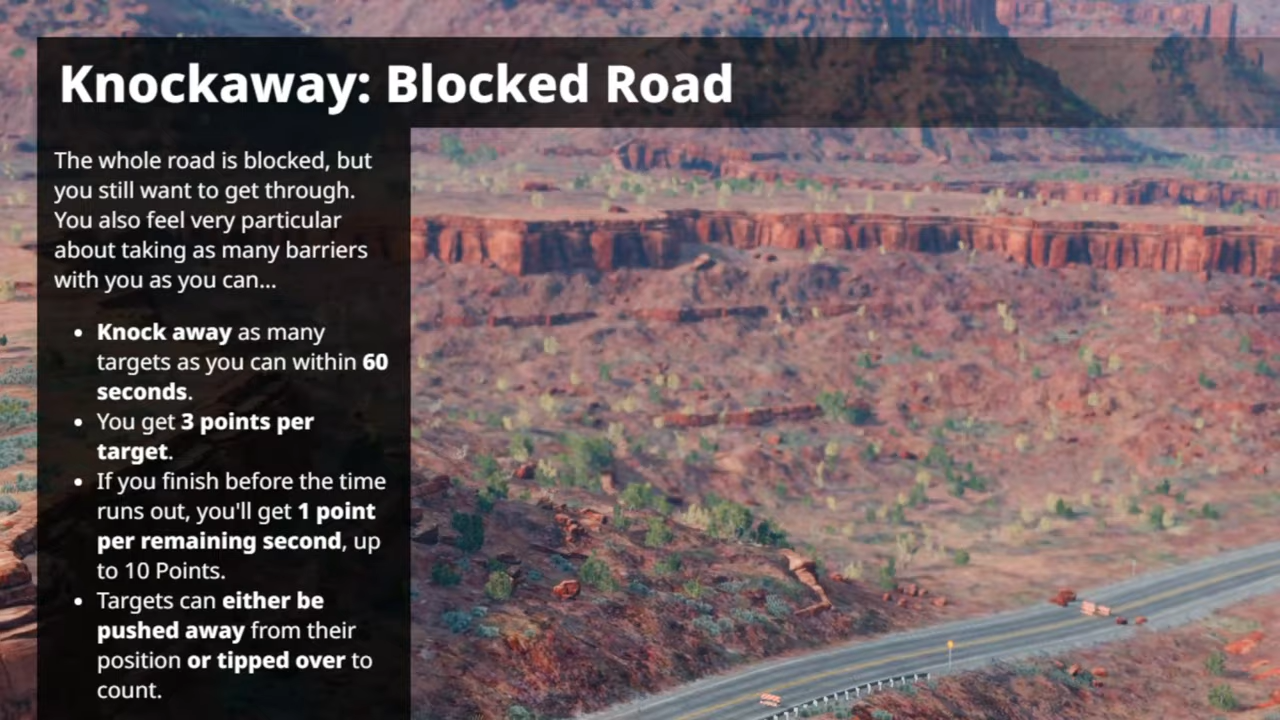 Knockaway: Blocked Road
The whole road is blocked, but
you still want to get through.
You also feel very particular
about taking as many barriers
with you as you can...
• Knock away as many
targets as you can within 60
seconds.
• You get 3 points per
target.
• If you finish before the time
runs out, you'll get 1 point
per remaining second, up
to 10 Points.
• Targets can either be
pushed away from their
position or tipped over to
count.